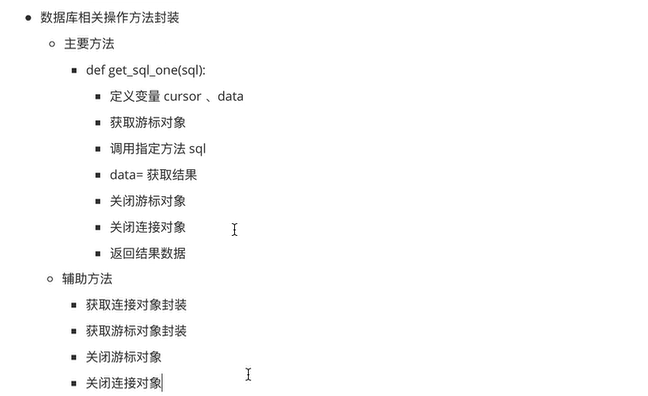 数据库相关操作方法封装
主要方法
def get_sql_one(sql):
定义变量 cursor 、data
获取游标对象
调用指定方法 sql
data= 获取结果
关闭游标对象
关闭连接对象
返回结果数据
辅助方法
获取连接对象封装
获取游标对象封装
关闭游标对象
关闭连接对象